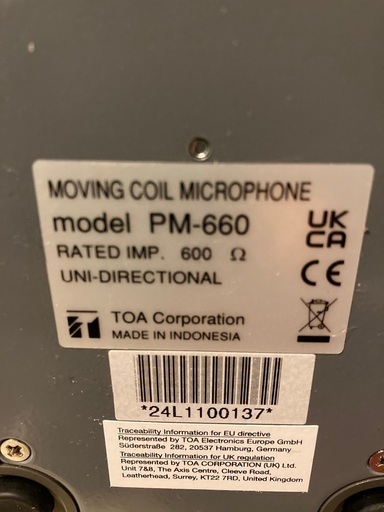 MOVING COIL MICROPHONE
model PM-660
RATED IMP. 600 Ω
UNI-DIRECTIONAL
UK
CA
CE
TOA Corporation
MADE IN INDONESIA
*24L1100137*
Traceability Information for EU directive
Represented by TOA Electronics Europe GmbH
Süderstraße 282, 20537 Hamburg, Germany
Traceability Information for UK regulation
Represented by TOA CORPORATION (UK) Ltd.
Unit 7&8, The Axis Centre, Cleeve Road,
Leatherhead, Surrey, KT22 7RD, United Kingdom